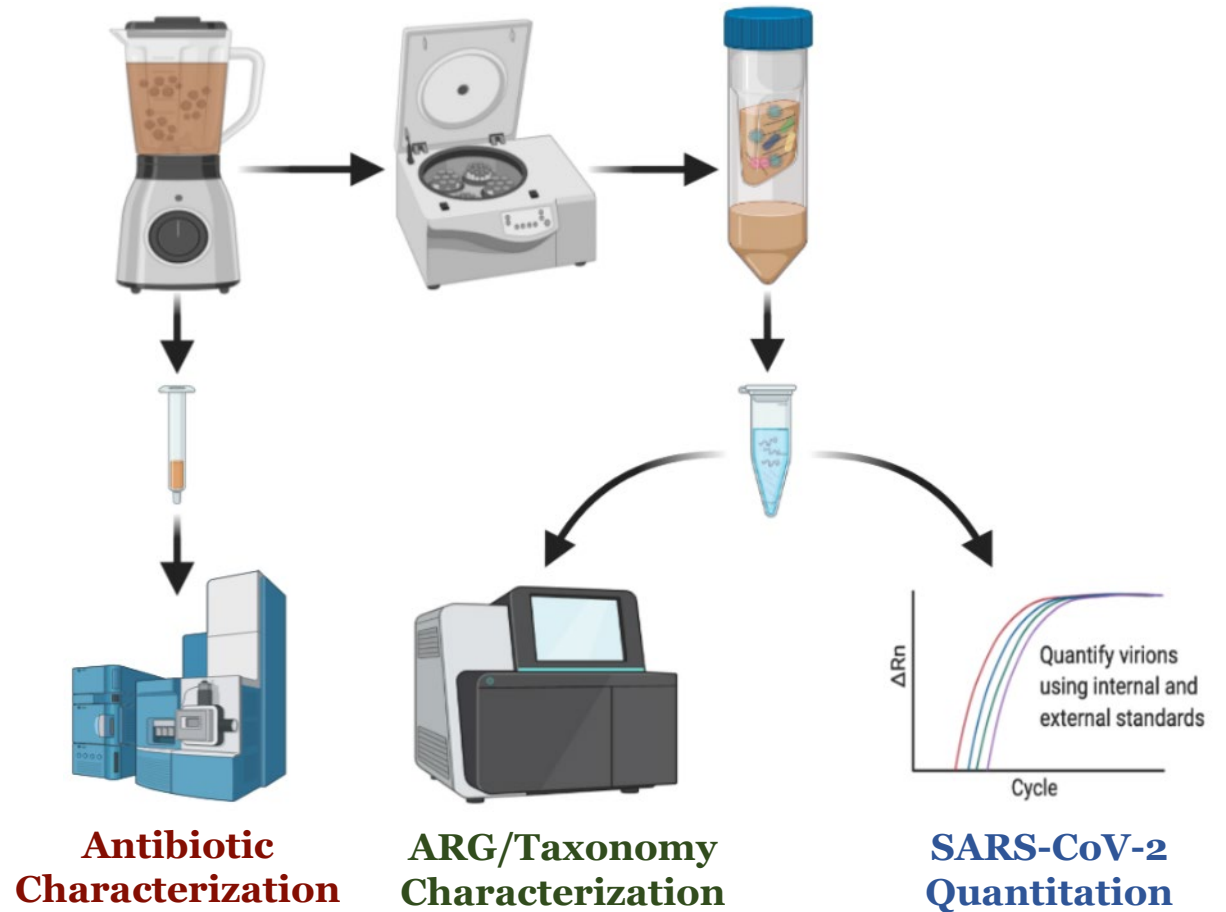 ΔRn
Quantify virions
using internal and
external standards
Cycle
Antibiotic
Characterization
ARG/Taxonomy
Characterization
SARS-CoV-2
Quantitation